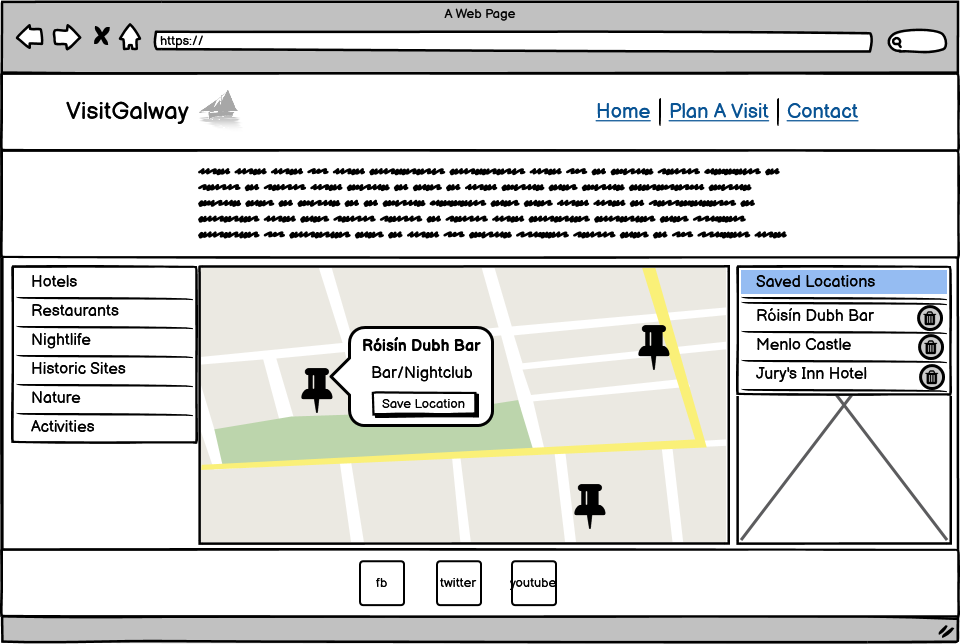 A Web Page
https://
VisitGalway
Home
Plan A Visit
Contact
Hotels
Restaurants
Nightlife
Historic Sites
Nature
Activities
Róisín Dubh Bar
Bar/Nightclub
Save Location
Saved Locations
Róisín Dubh Bar
Menlo Castle
Jury's Inn Hotel
fb
twitter
youtube